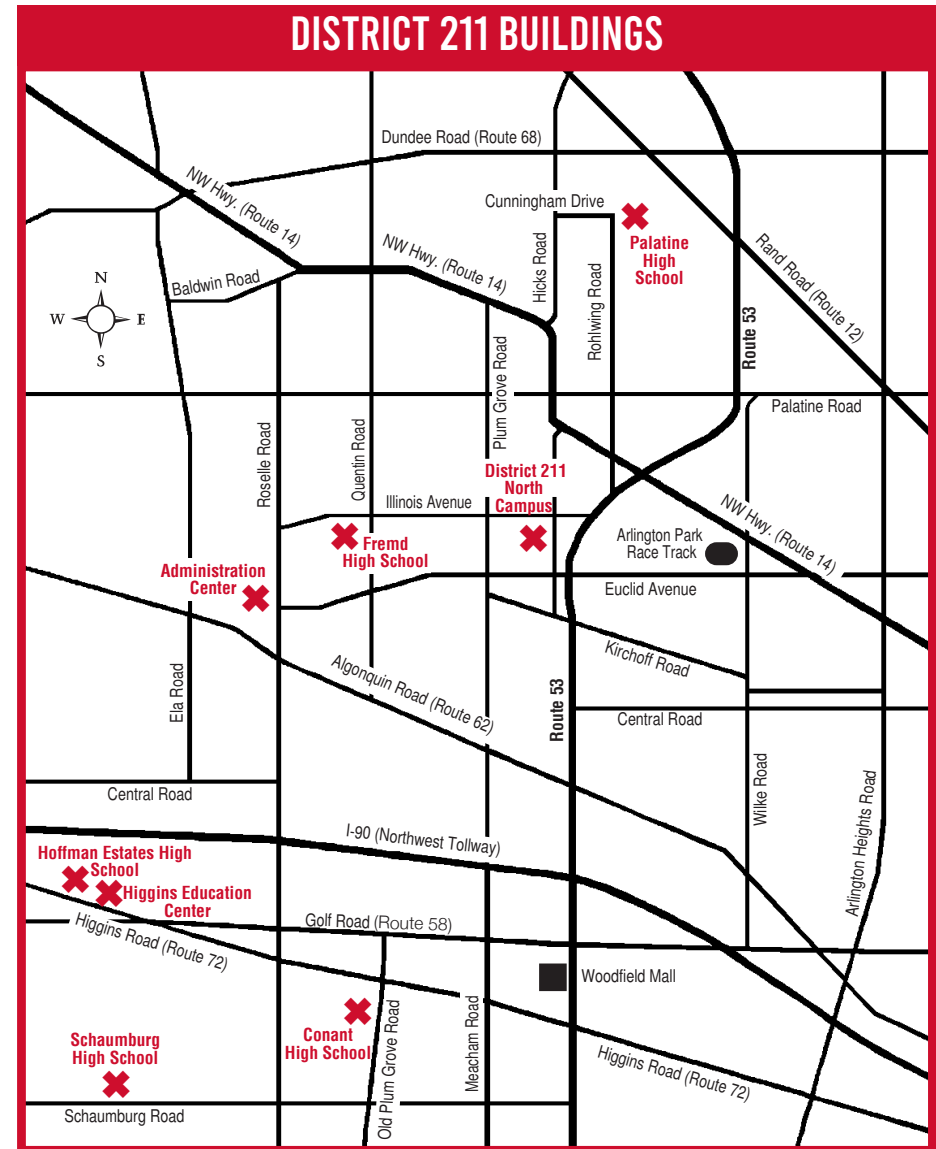 DISTRICT 211 BUILDINGS
Dundee Road (Route 68)
NW Hwy. (Route 14)
Cunningham Drive
Palatine
High
School
Hicks Road
Rohlwing Road
Rand Road (Route 12)
NW Hwy. (Route 14)
Baldwin Road
N
W
E
S
Route 53
Plum Grove Road
Palatine Road
Roselle Road
Quentin Road
District 211
North
Campus
Illinois Avenue
NW Hwy. (Route 14)
Fremd
High School
Arlington Park
Race Track
Administration
Center
Euclid Avenue
Kirchoff Road
Algonquin Road (Route 62)
Ela Road
Route 53
Central Road
Central Road
Wilke Road
Arlington Heights Road
I-90 (Northwest Tollway)
Hoffman Estates High
School
Higgins Education
Center
Golf Road (Route 58)
Higgins Road (Route 72)
Woodfield Mall
Conant
High School
Old Plum Grove Road
Meacham Road
Schaumburg
High School
Higgins Road (Route 72)
Schaumburg Road